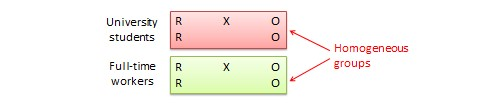 University students
R X O
R O
Full-time workers
R X O
R O
Homogeneous groups